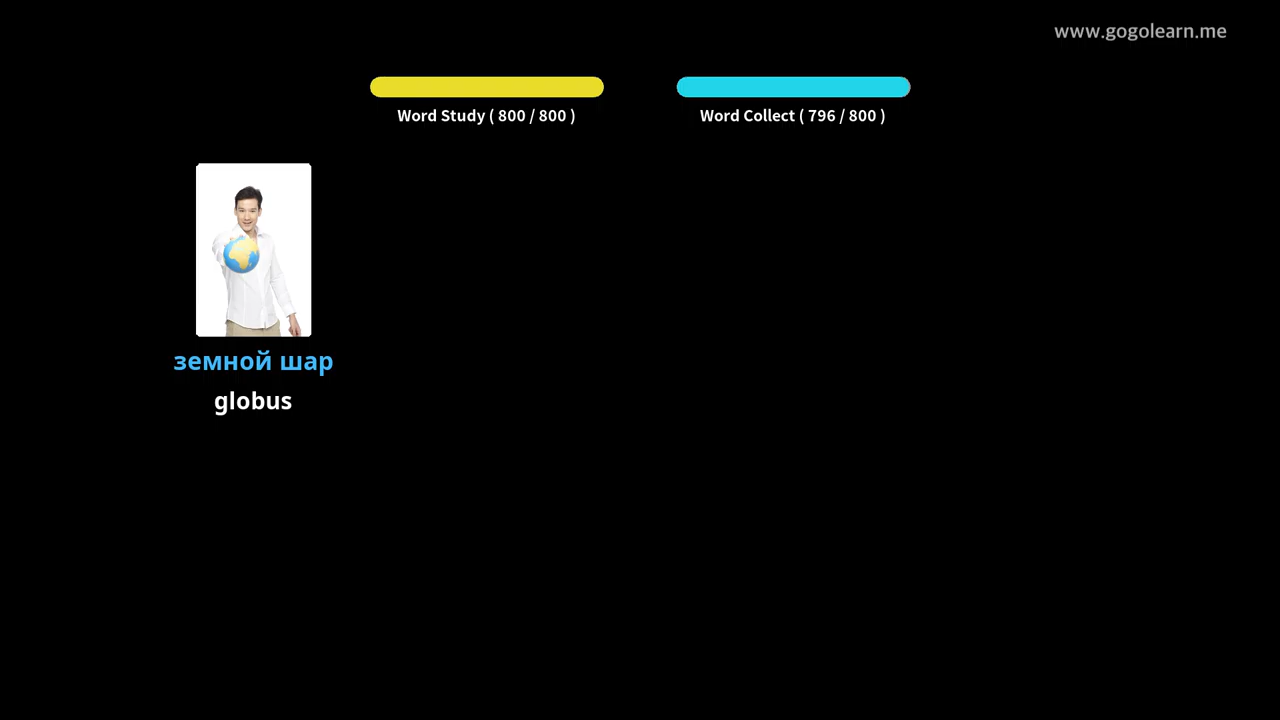 www.gogolearn.me
Word Study ( 800 / 800 )
Word Collect ( 796 / 800 )
земной шар
globus